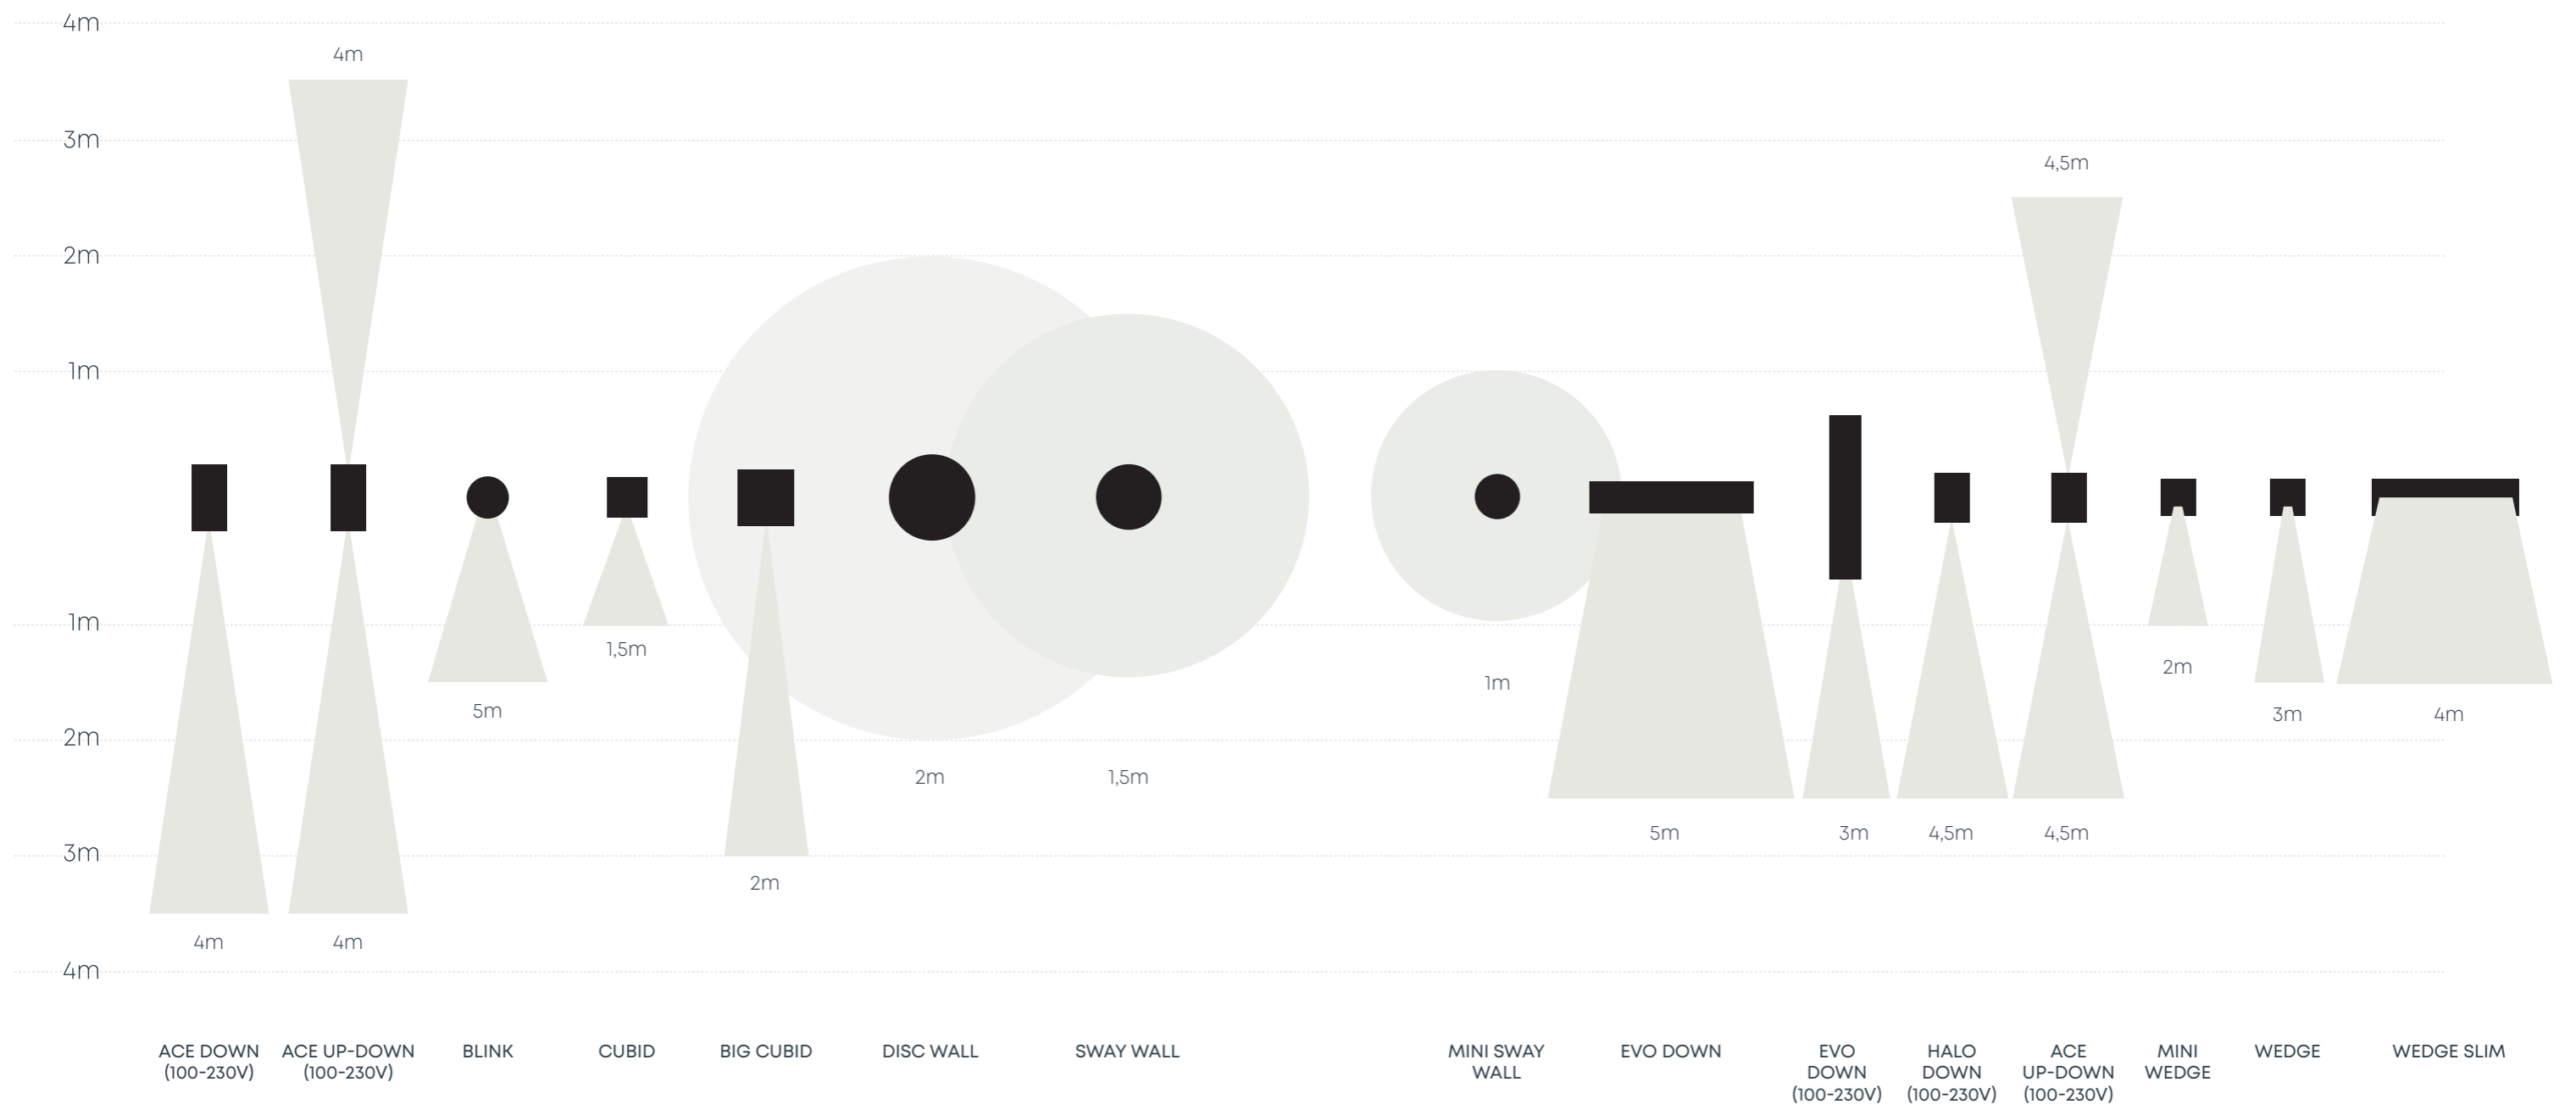 4m
4m
3m
4,5m
2m
1m
1m
1,5m
2m
1m
5m
2m
3m
4m
2m
1,5m
5m
3m
4,5m
4,5m
3m
2m
4m
4m
4m
ACE DOWN
(100-230V)
ACE UP-DOWN
(100-230V)
BLINK
CUBID
BIG CUBID
DISC WALL
SWAY WALL
MINI SWAY
WALL
EVO DOWN
EVO
DOWN
(100-230V)
HALO
DOWN
(100-230V)
ACE
UP-DOWN
(100-230V)
MINI
WEDGE
WEDGE
WEDGE SLIM